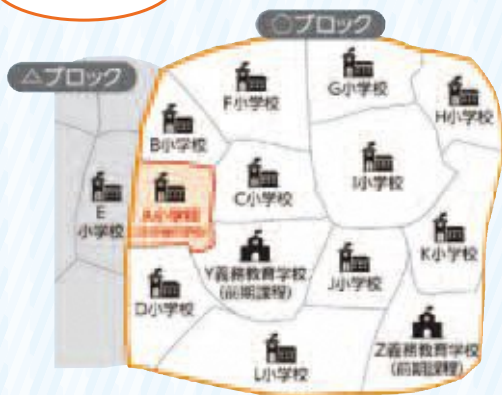 ○ブロック
△ブロック
F小学校
G小学校
H小学校
B小学校
I小学校
E
小学校
A小学校
C小学校
K小学校
Y義務教育学校
(前期課程)
J小学校
D小学校
Z義務教育学校
(前期課程)
L小学校